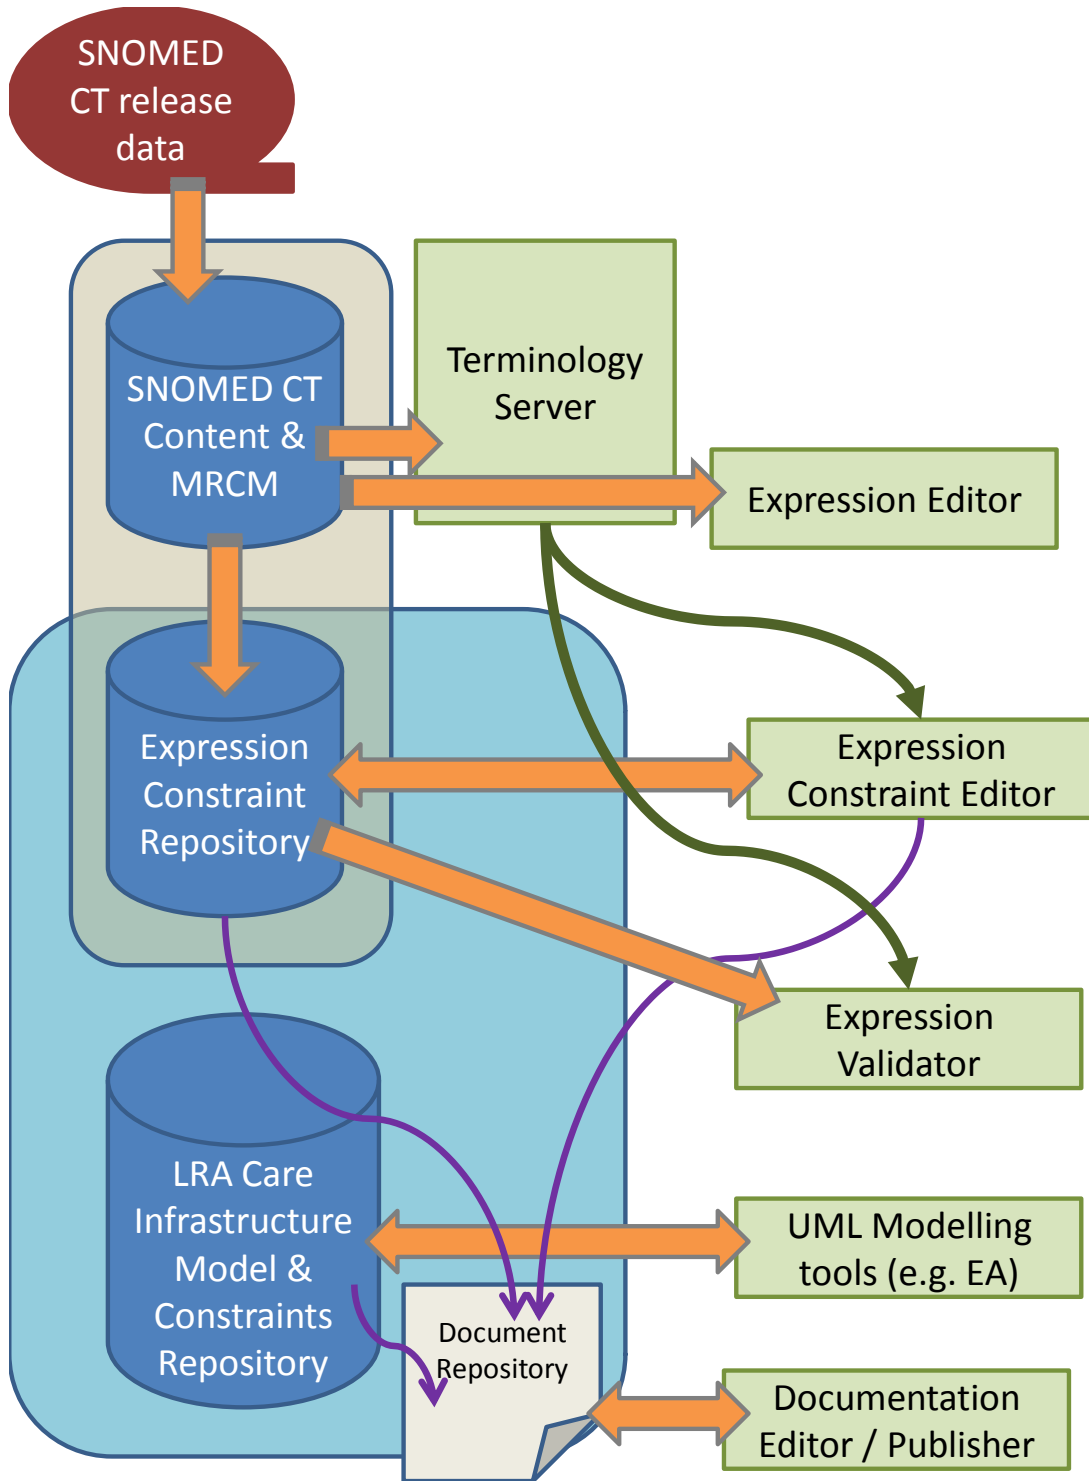 SNOMED
CT release
data
SNOMED CT
Content &
MRCM
Terminology
Server
Expression Editor
Expression
Constraint
Repository
Expression
Constraint Editor
Expression
Validator
LRA Care
Infrastructure
Model &
Constraints
Repository
UML Modelling
tools (e.g. EA)
Document
Repository
Documentation
Editor / Publisher